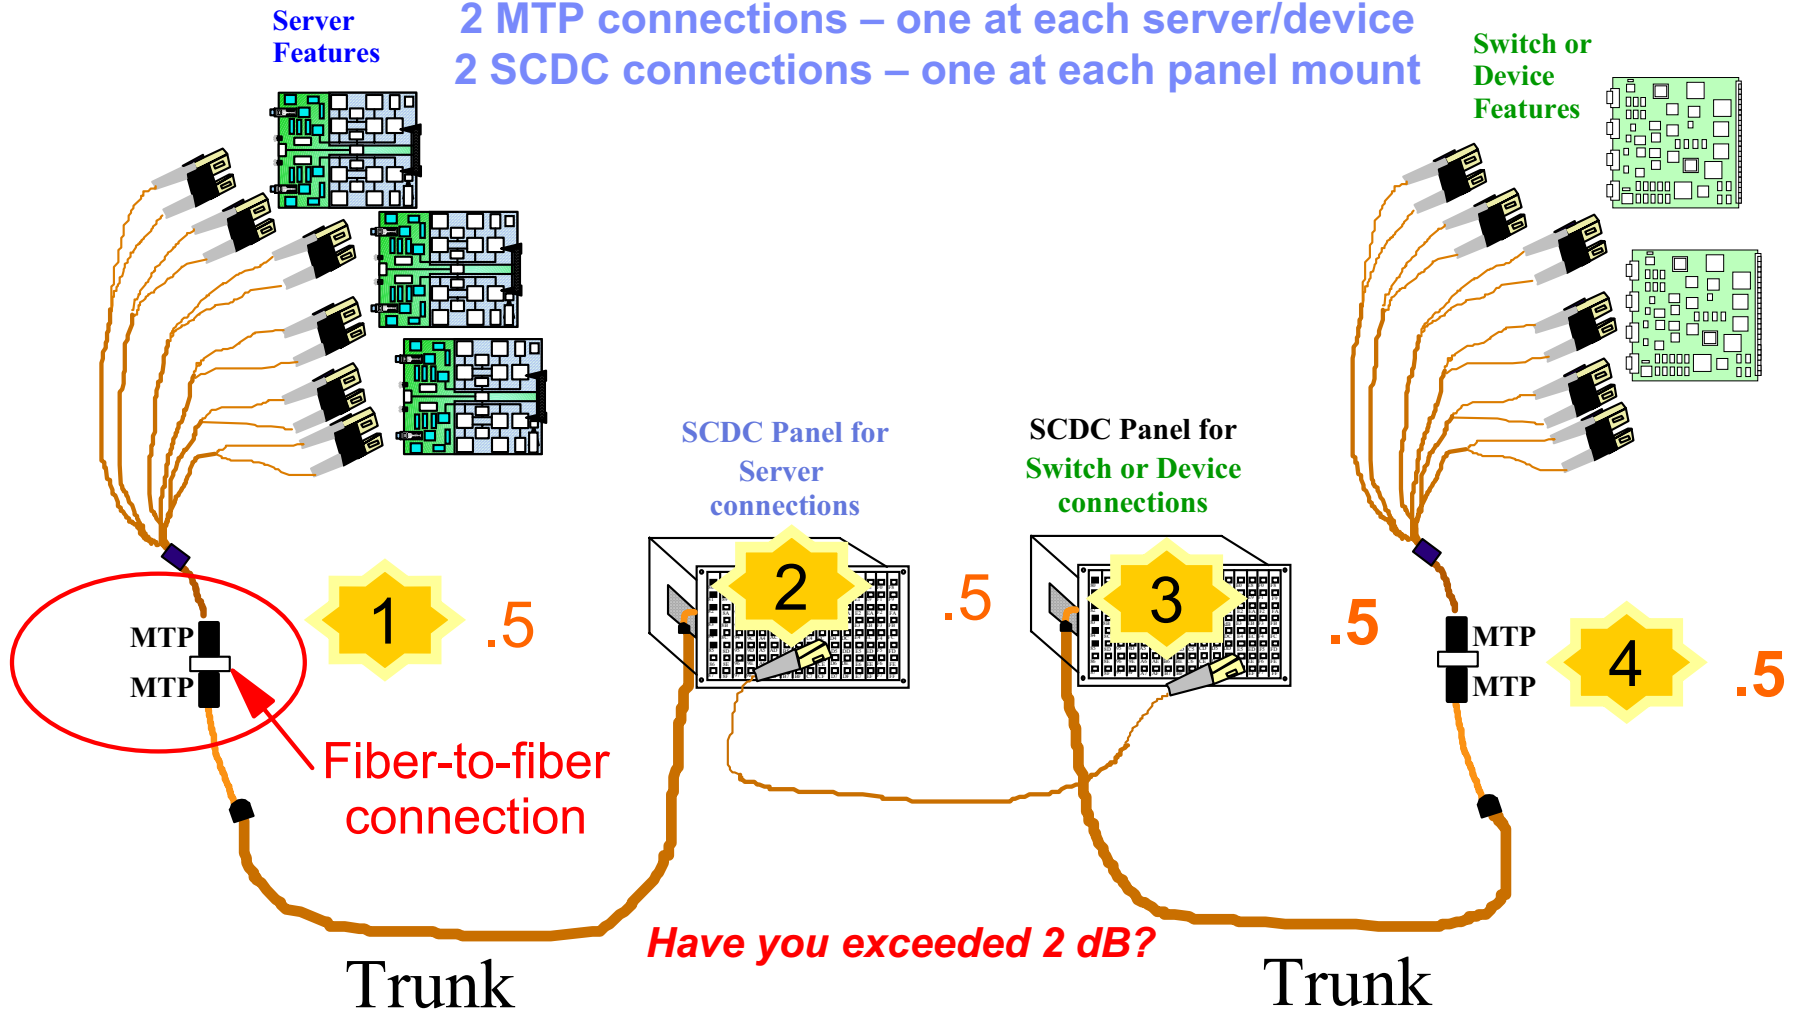 2 MTP connections – one at each server/device
2 SCDC connections – one at each panel mount
Server
Features
Switch or
Device
Features
SCDC Panel for
Server
connections
SCDC Panel for
Switch or Device
connections
1
.5
2
.5
3
.5
4
.5
MTP
MTP
MTP
MTP
Fiber-to-fiber
connection
Have you exceeded 2 dB?
Trunk
Trunk